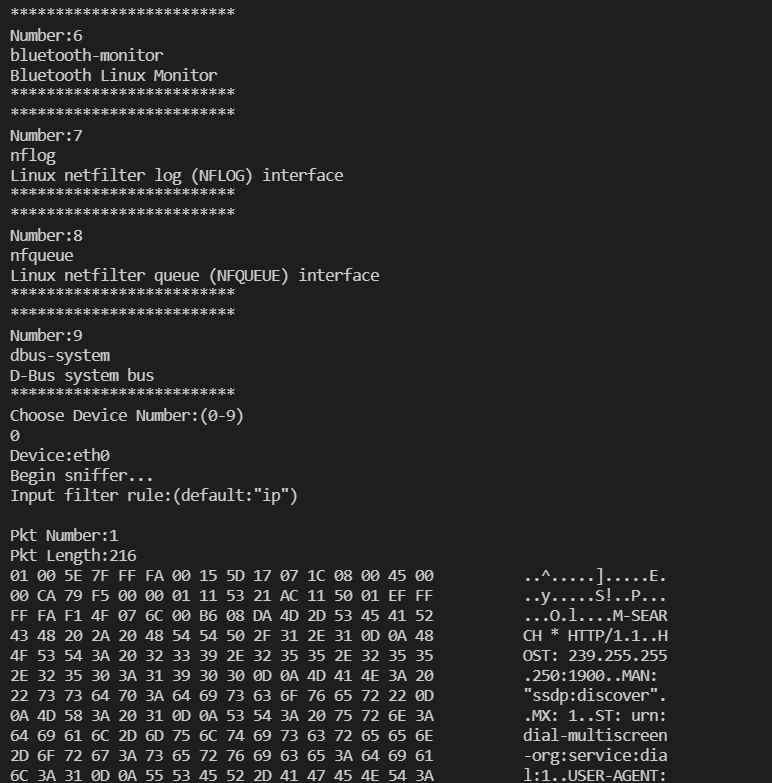 *************************
Number:6
bluetooth-monitor
Bluetooth Linux Monitor
*************************
*************************
Number:7
nflog
Linux netfilter log (NFLOG) interface
*************************
*************************
Number:8
nfqueue
Linux netfilter queue (NFQUEUE) interface
*************************
*************************
Number:9
dbus-system
D-Bus system bus
*************************
Choose Device Number:(0-9)
0
Device:eth0
Begin sniffer...
Input filter rule:(default:"ip")
Pkt Number:1
Pkt Length:216
01 00 5E 7F FF FA 00 15 5D 17 07 1C 08 00 45 00 ..^.....].....E.
00 CA 79 F5 00 00 01 11 53 21 AC 11 50 01 EF FF ..y.....S!..P...
FF FA F1 4F 07 6C 00 B6 08 DA 4D 2D 53 45 41 52 ...O.l....M-SEAR
43 48 20 2A 20 48 54 54 50 2F 31 2E 31 0D 0A 48 CH * HTTP/1.1..H
4F 53 54 3A 20 32 33 39 2E 32 35 35 2E 32 35 35 OST: 239.255.255
2E 32 35 30 3A 31 39 30 30 0D 0A 4D 41 4E 3A 20 .250:1900..MAN:
22 73 73 64 70 3A 64 69 73 63 6F 76 65 72 22 0D "ssdp:discover".
0A 4D 58 3A 20 31 0D 0A 53 54 3A 20 75 72 6E 3A .MX: 1..ST: urn:
64 69 61 6C 2D 6D 75 6C 74 69 73 63 72 65 65 6E dial-multiscreen
2D 6F 72 67 3A 73 65 72 76 69 63 65 3A 64 69 61 -org:service:dia
6C 3A 31 0D 0A 55 53 45 52 2D 41 47 45 4E 54 3A l:1..USER-AGENT: